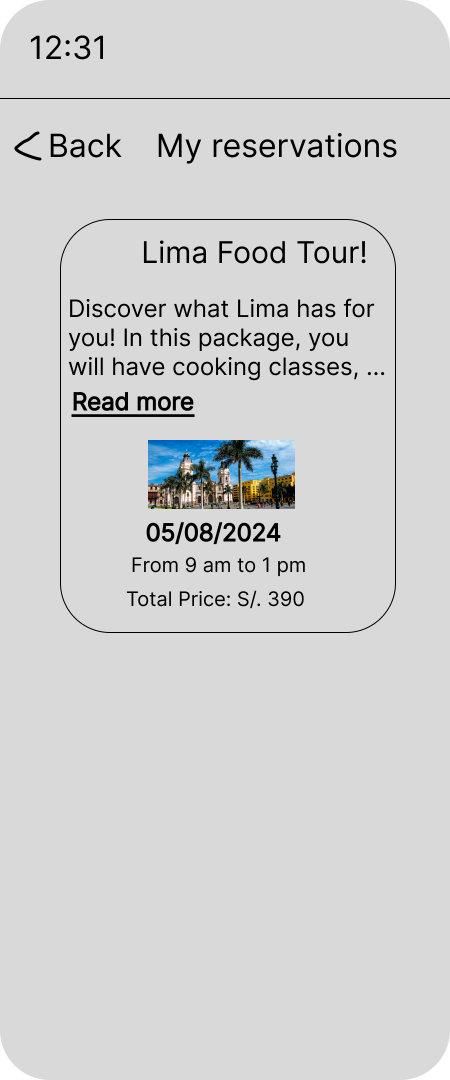 12:31
Back My reservations
Lima Food Tour!
Discover what Lima has for
you! In this package, you
will have cooking classes, ...
Read more
05/08/2024
From 9 am to 1 pm
Total Price: S/. 390